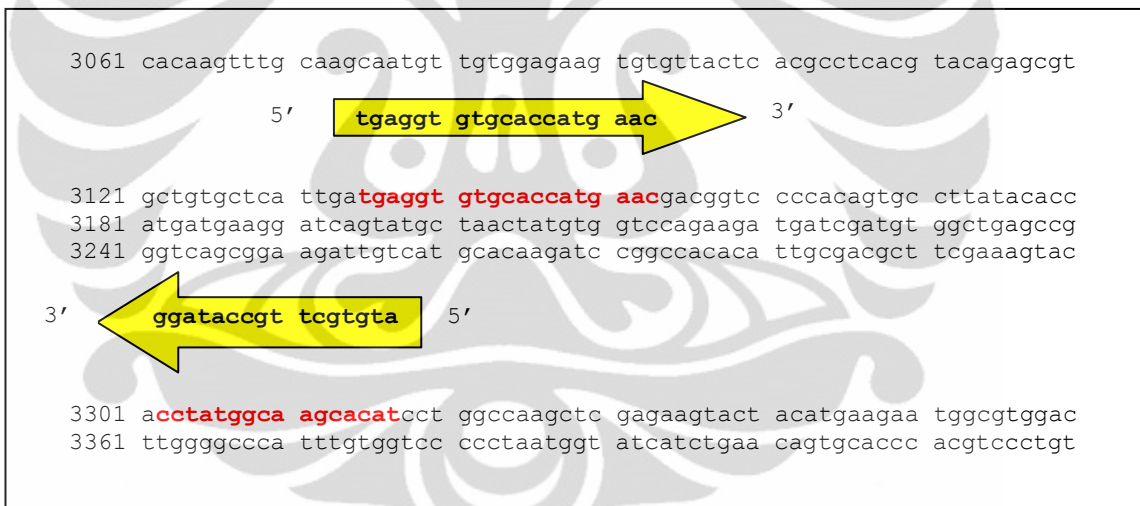 3061 cacaagtttg caagcaatgt tgtggagaag tgtgttactc acgcctcacg tacagagcgt
5’ tgaggt gtgcaccatg aac 3’
3121 gctgtgctca ttgatgaggt gtgcaccatg aacgacggtc cccacagtgc cttatacacc
3181 atgatgaagg atcagtatgc taactatgtg gtccagaaga tgatcgatgt ggctgagccg
3241 ggtcagcgga agattgtcat gcacaagatc cggccacaca ttgcgacgct tcgaaagtac
3’ ggataccgt tcgtgta 5’
3301 acctatggca agcacatcct ggccaagctc gagaagtact acatgaagaa tggcgtggac
3361 ttggggccca tttgtggtcc ccctaatggt atcatctgaa cagtgcaccc acgtccctgt